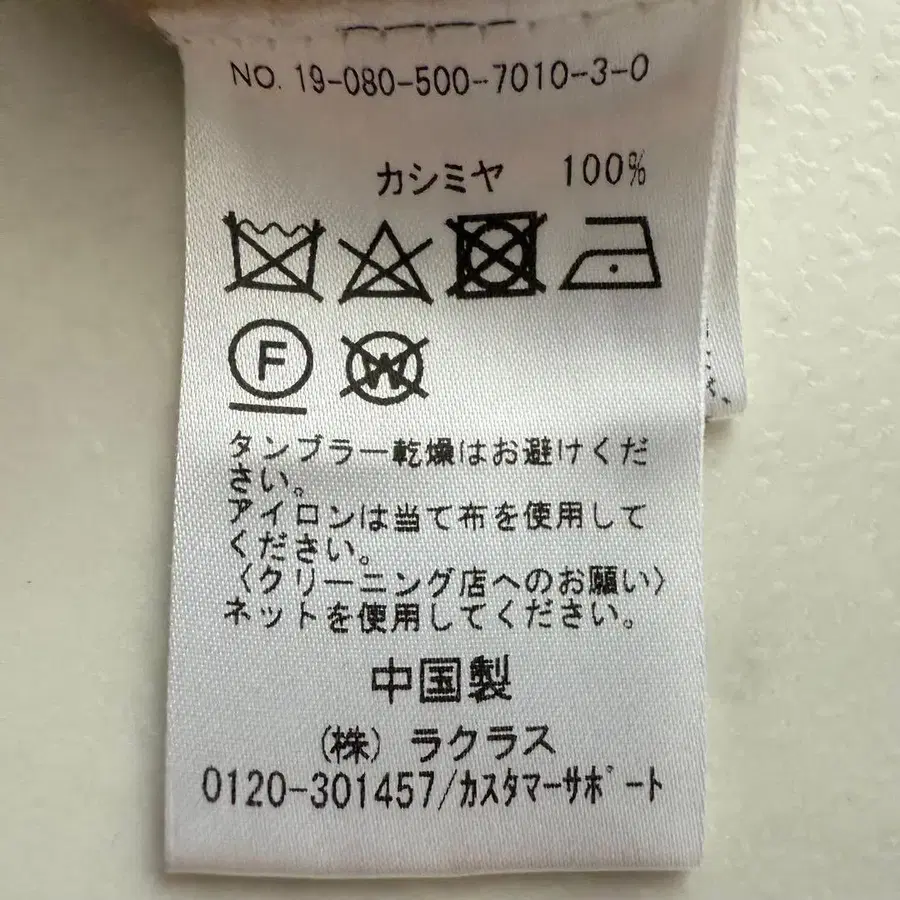 NO. 19-080-500-7010-3-0
カシミヤ 100%
F
W
タンブラー乾燥はお避けくだ
さい。
アイロンは当て布を使用して
ください。
〈クリーニング店へのお願い〉
ネットを使用してください。
中国製
(株) ラクラス
0120-301457/カスタマーサポート